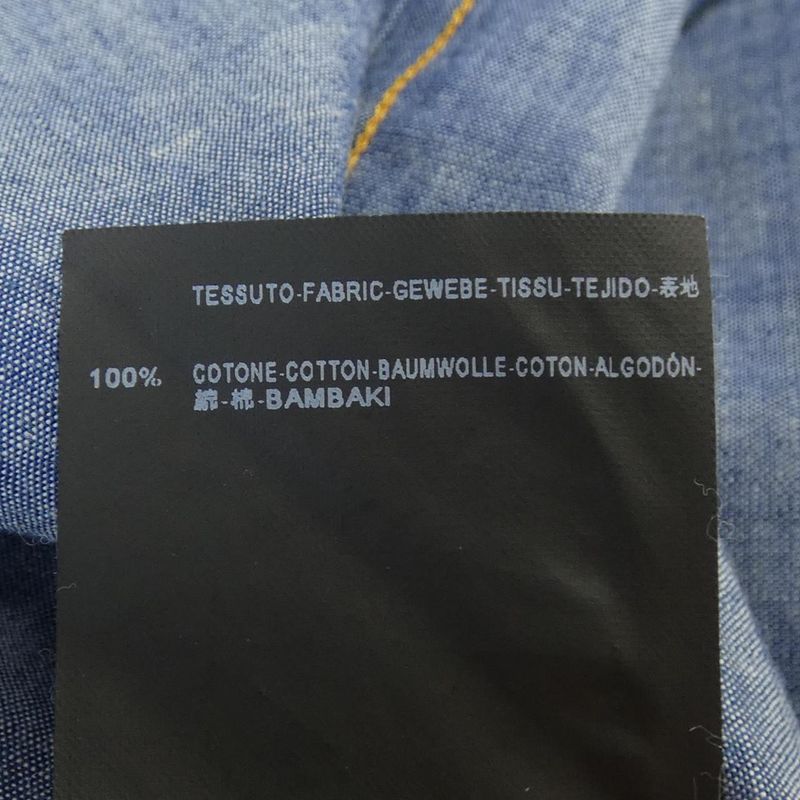 TESSUTO-FABRIC-GEWEBE-TISSU-TEJIDO-表地
100% COTONE-COTTON-BAUMWOLLE-COTON-ALGODÓN-
綿-棉-BAMBAKI